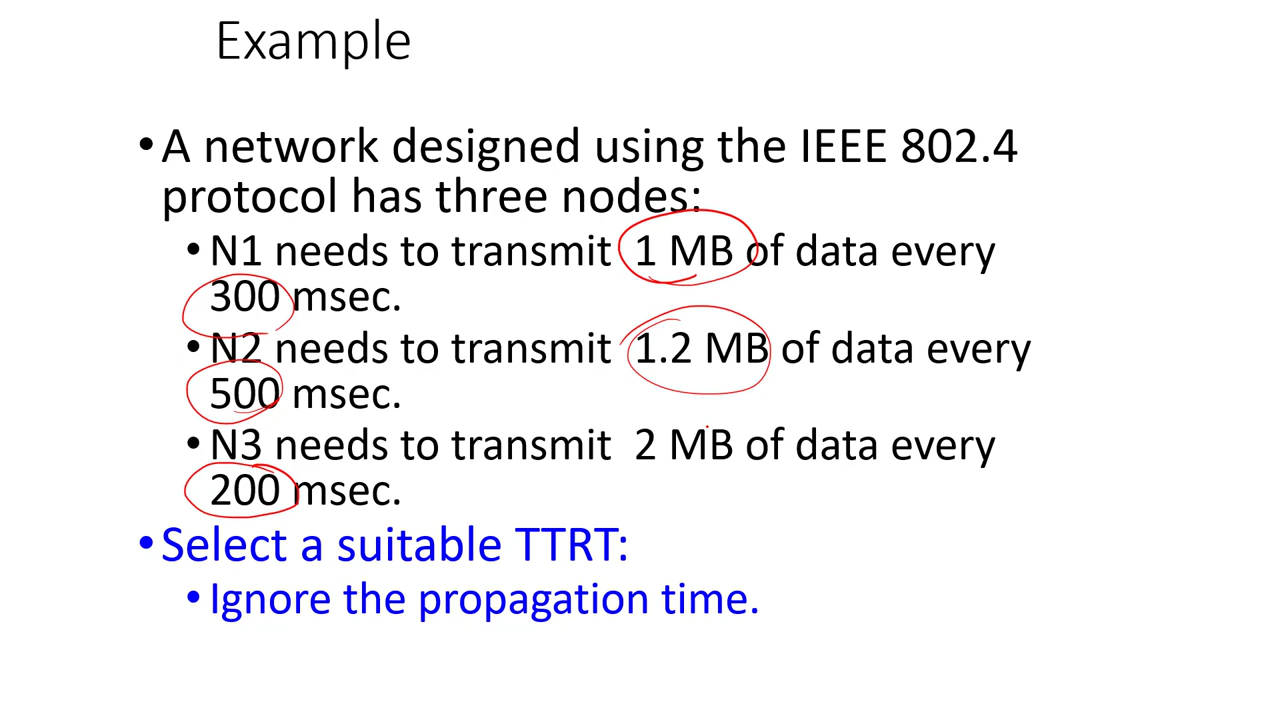 Example
•A network designed using the IEEE 802.4
protocol has three nodes:
•N1 needs to transmit 1 MB of data every
300 msec.
•N2 needs to transmit 1.2 MB of data every
500 msec.
•N3 needs to transmit 2 MB of data every
200 msec.
•Select a suitable TTRT:
•Ignore the propagation time.